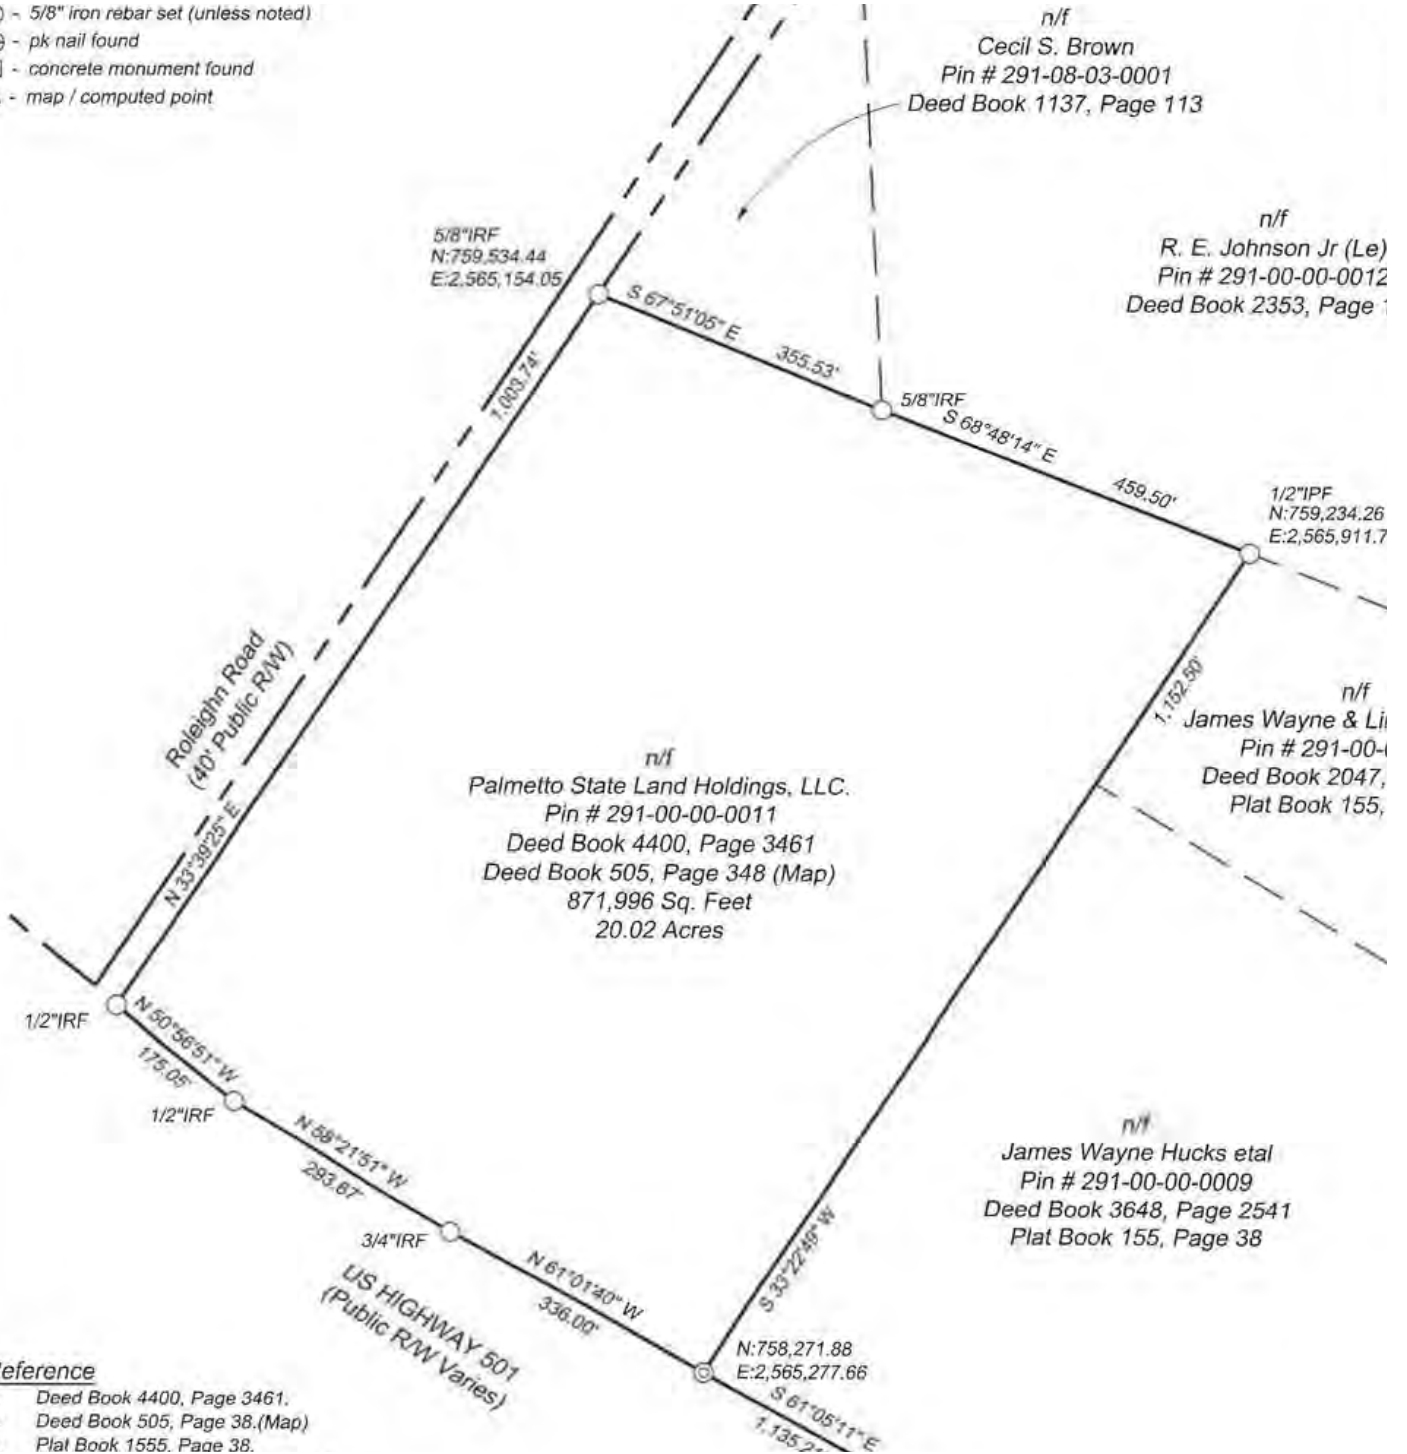 5/8" iron rebar set (unless noted)
- pk nail found
- concrete monument found
- map / computed point
n/f
Cecil S. Brown
Pin # 291-08-03-0001
Deed Book 1137, Page 113
n/f
R. E. Johnson Jr (Le)
Pin # 291-00-00-0012
Deed Book 2353, Page
5/8"IRF
N:759,534.44
E:2,565,154.05
S 67°51'05" E
355.53'
5/8"IRF
S 68°48'14" E
459.50'
1/2"IPF
N:759,234.26
E:2,565,911.7
1,003.74'
1,152.50'
Roleighn Road
(40' Public R/W)
N 33°39'25" E
n/f
James Wayne &
Pin # 291-00-
Deed Book 2047,
Plat Book 155,
n/f
Palmetto State Land Holdings, LLC.
Pin # 291-00-00-0011
Deed Book 4400, Page 3461
Deed Book 505, Page 348 (Map)
871,996 Sq. Feet
20.02 Acres
1/2"IRF
N 50°56'51" W
175.05'
1/2"IRF
N 58°21'51" W
293.67'
3/4"IRF
N 61°01'40" W
336.00'
US HIGHWAY 501
(Public R/W Varies)
S 33°22'49" W
n/f
James Wayne Hucks etal
Pin # 291-00-00-0009
Deed Book 3648, Page 2541
Plat Book 155, Page 38
N:758,271.88
E:2,565,277.66
S 61°05'11" E
1,135.21'
eference
Deed Book 4400, Page 3461.
Deed Book 505, Page 38.(Map)
Plat Book 1555, Page 38.